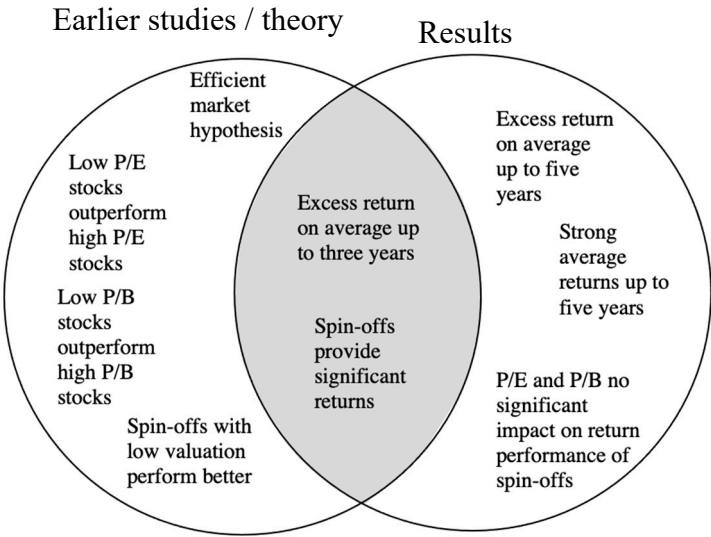 Earlier studies / theory
Results
Efficient
market
hypothesis
Low P/E
stocks
outperform
high P/E
stocks
Low P/B
stocks
outperform
high P/B
stocks
Spin-offs with
low valuation
perform better
Excess return
on average up
to three years
Spin-offs
provide
significant
returns
Excess return
on average
up to five
years
Strong
average
returns up to
five years
P/E and P/B no
significant
impact on return
performance of
spin-offs